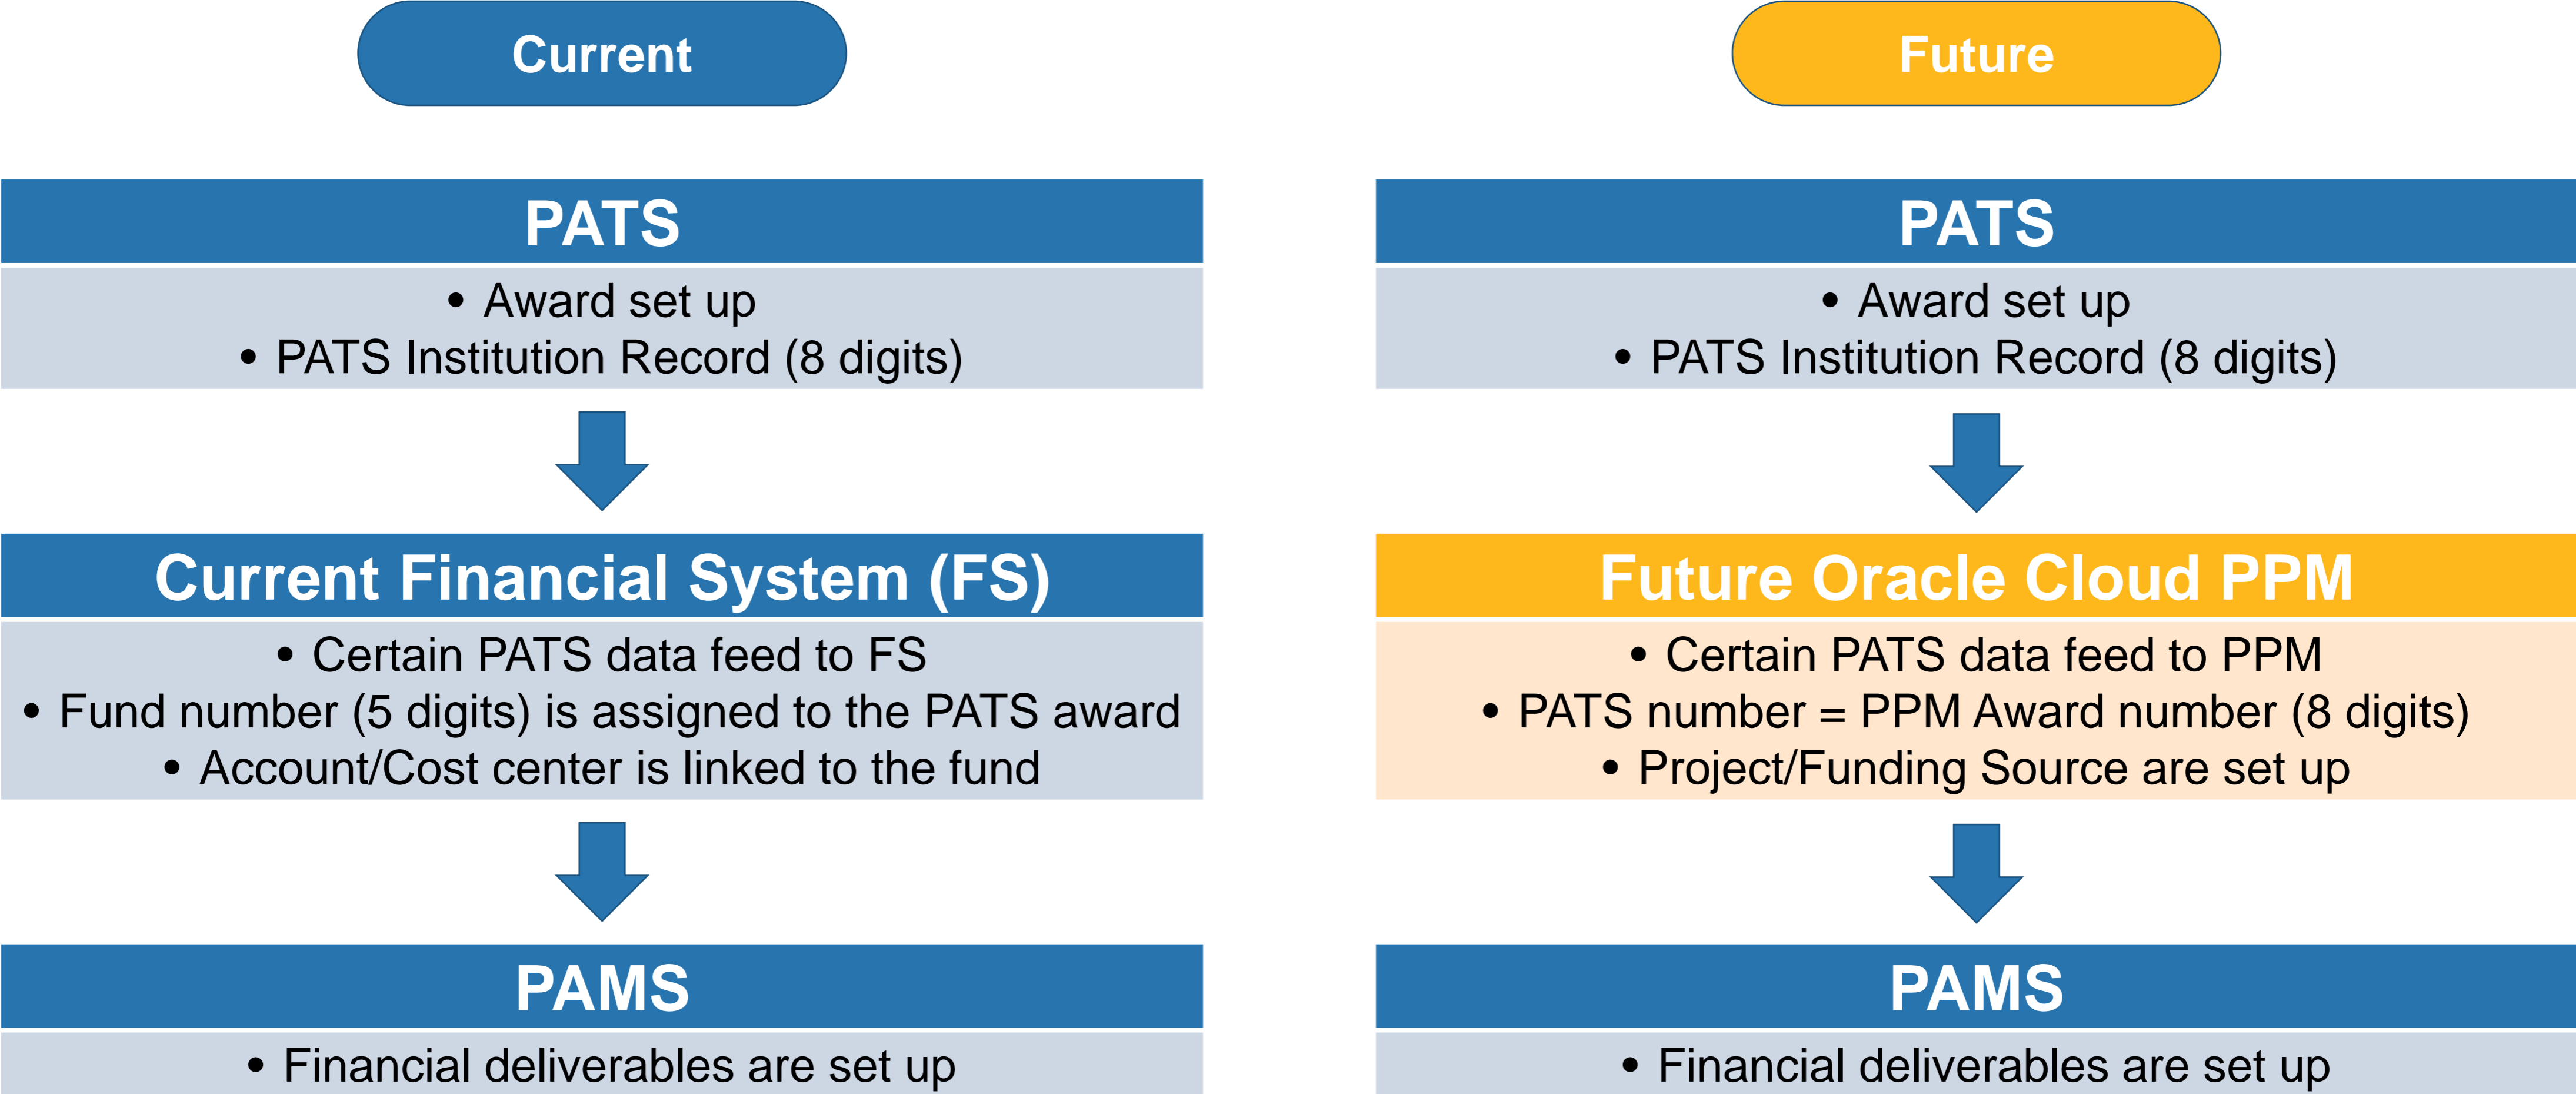 Current
PATS
• Award set up
• PATS Institution Record (8 digits)
Current Financial System (FS)
• Certain PATS data feed to FS
• Fund number (5 digits) is assigned to the PATS award
• Account/Cost center is linked to the fund
PAMS
• Financial deliverables are set up
Future
PATS
• Award set up
• PATS Institution Record (8 digits)
Future Oracle Cloud PPM
• Certain PATS data feed to PPM
• PATS number = PPM Award number (8 digits)
• Project/Funding Source are set up
PAMS
• Financial deliverables are set up